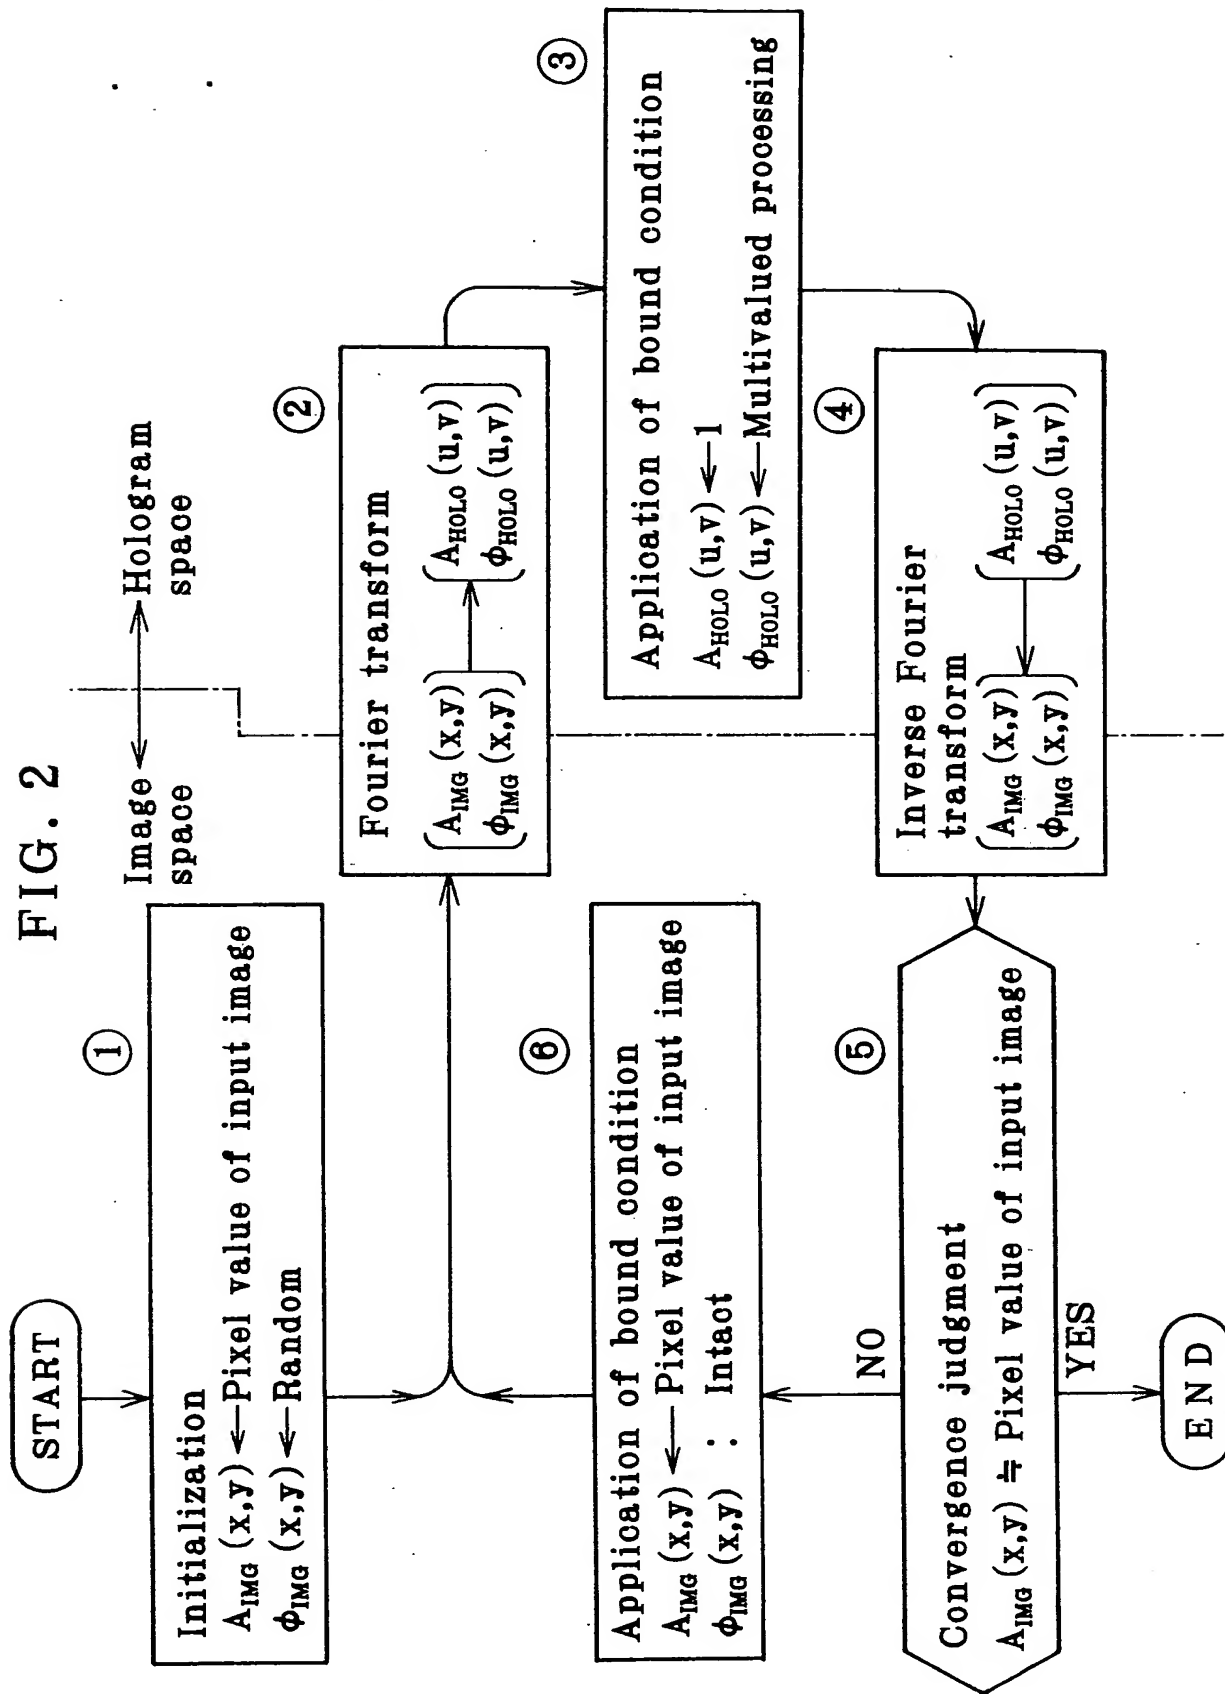 FIG. 2
Image space
Hologram space
START
①
Initialization
A_IMG (x,y) ← Pixel value of input image
ϕ_IMG (x,y) ← Random
②
Fourier transform
(A_IMG (x,y) → (A_HOLO (u,v)
ϕ_IMG (x,y)) ϕ_HOLO (u,v))
③
Application of bound condition
A_HOLO (u,v) ← 1
ϕ_HOLO (u,v) ← Multivalued processing
④
Inverse Fourier
transform
(A_IMG (x,y) ← (A_HOLO (u,v)
ϕ_IMG (x,y)) ϕ_HOLO (u,v))
⑤
Convergence judgment
A_IMG (x,y) ≒ Pixel value of input image
NO
YES
⑥
Application of bound condition
A_IMG (x,y) ← Pixel value of input image
ϕ_IMG (x,y) : Intact
END